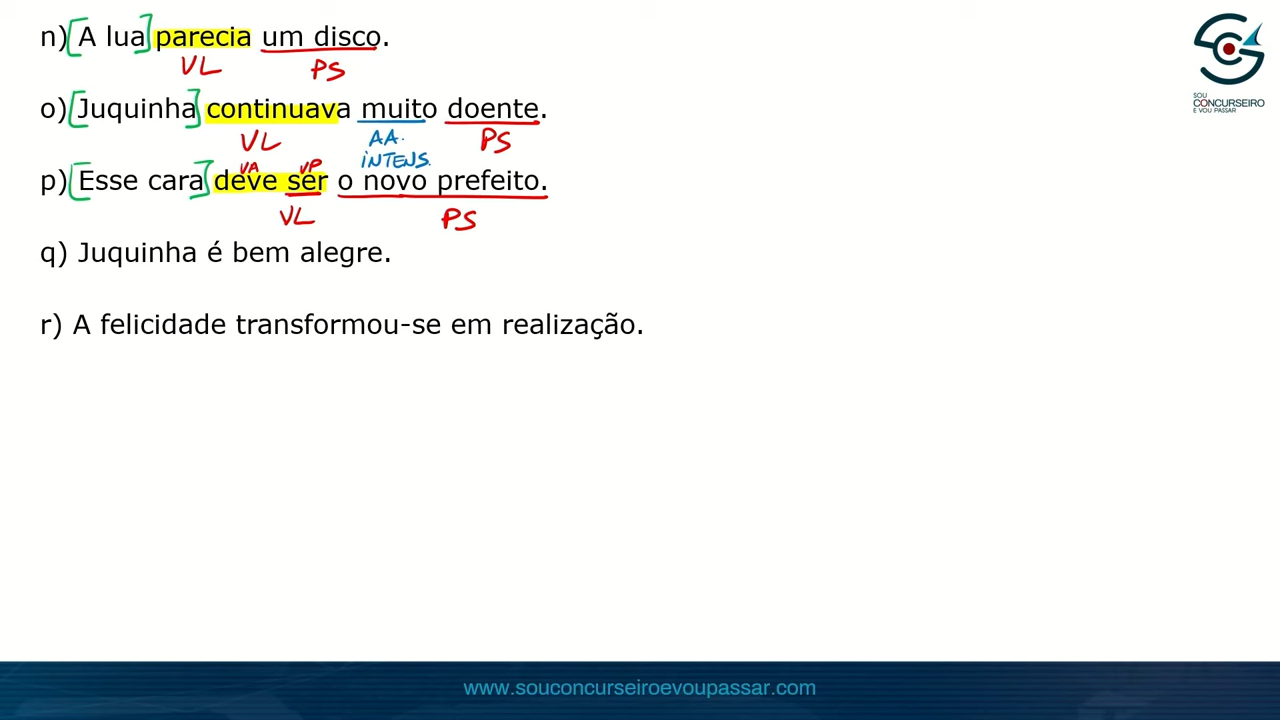 n) [A lua] parecia um disco.
VL PS
o) [Juquinha] continuava muito doente.
VL AA. PS
INTENS.
VA VP
p) [Esse cara] deve ser o novo prefeito.
VL PS
q) Juquinha é bem alegre.
r) A felicidade transformou-se em realização.
SOU
CONCURSEIRO
E VOU PASSAR
www.souconcurseiroevoupassar.com